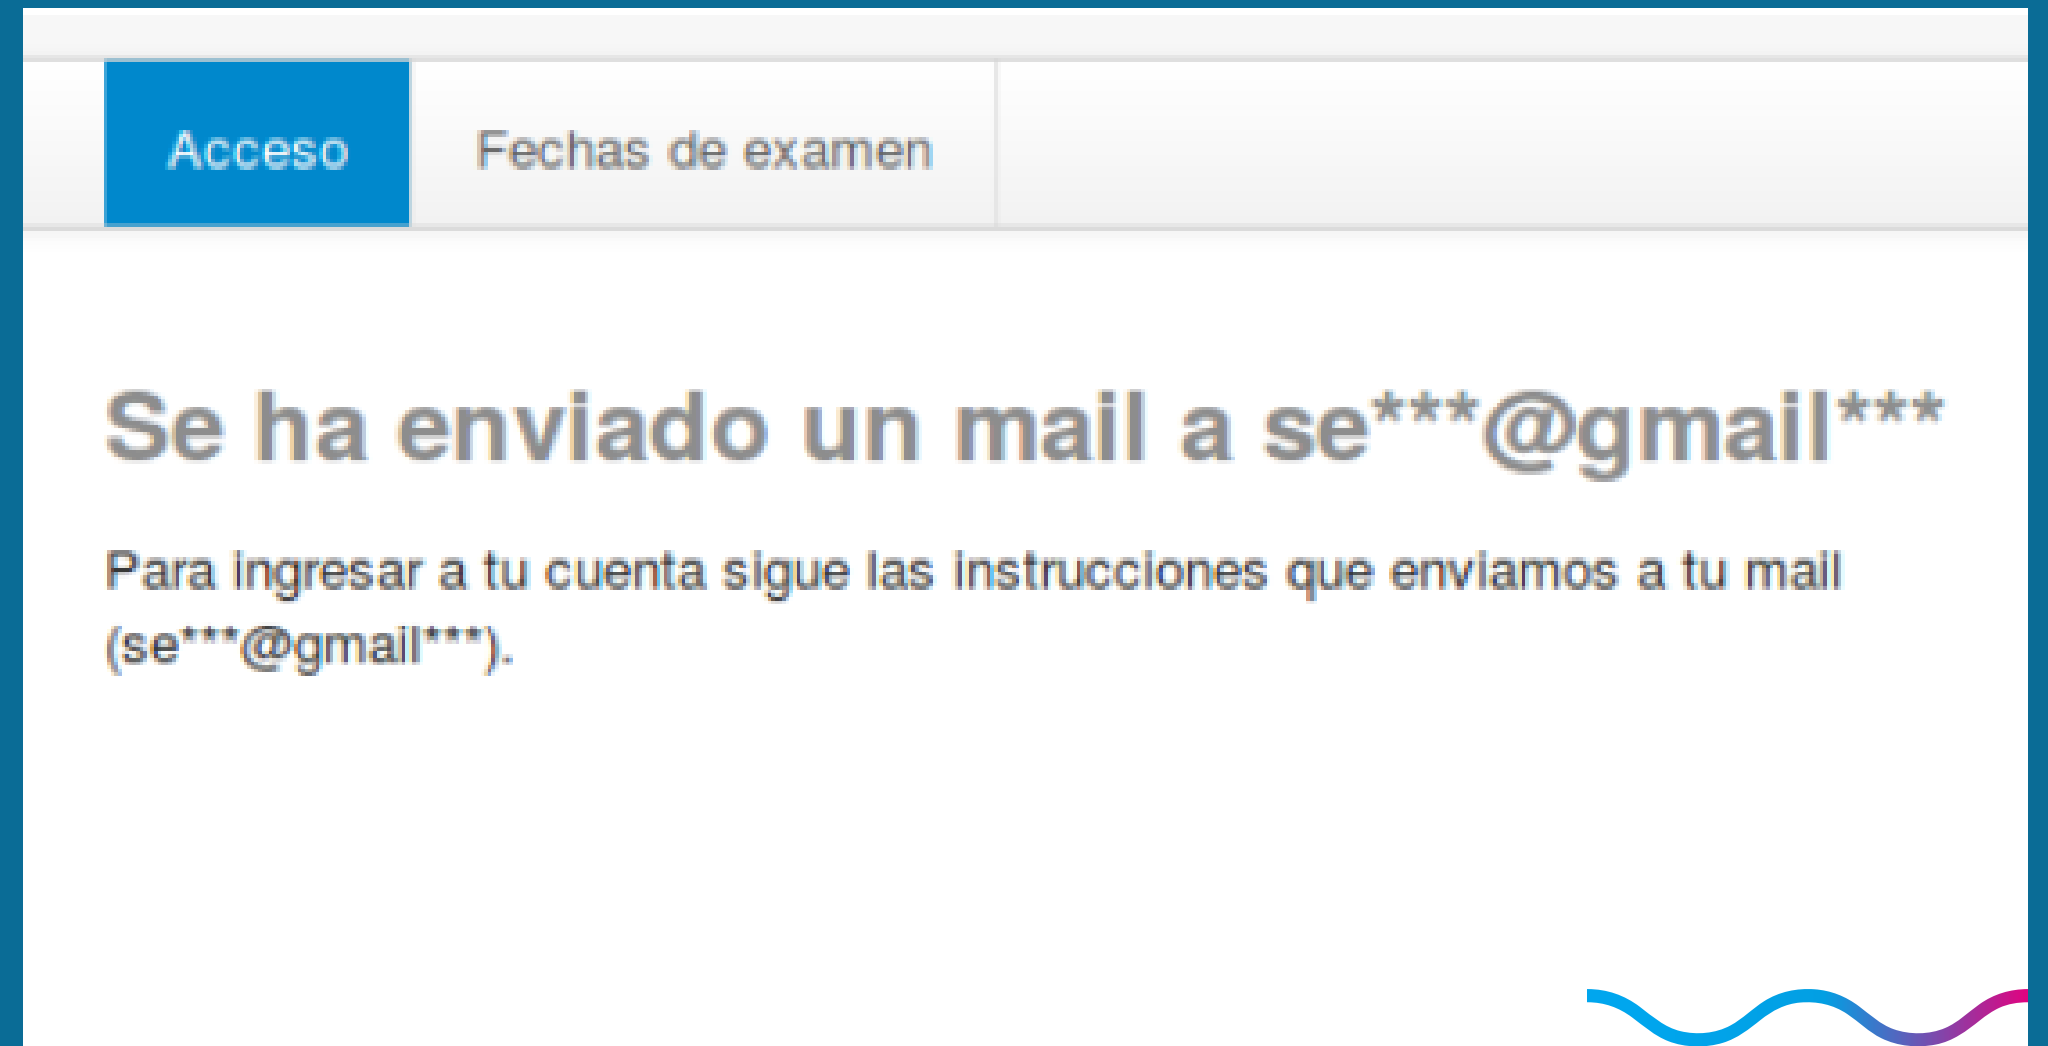 Acceso Fechas de examen
Se ha enviado un mail a se***@gmail***
Para ingresar a tu cuenta sigue las instrucciones que enviamos a tu mail
(se***@gmail***).